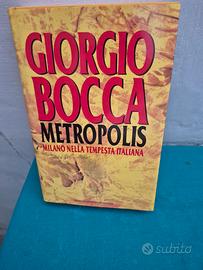 GIORGIO
BOCCA
METROPOLIS
MILANO NELLA TEMPESTA ITALIANA
subito